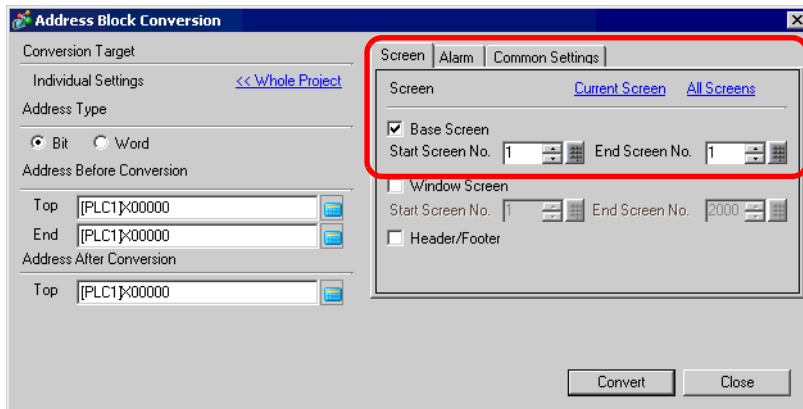 Address Block Conversion
Conversion Target
Individual Settings << Whole Project
Address Type
Bit Word
Address Before Conversion
Top [PLC1]X00000
End [PLC1]X00000
Address After Conversion
Top [PLC1]X00000
Screen Alarm Common Settings
Screen Current Screen All Screens
Base Screen
Start Screen No. 1 End Screen No. 1
Window Screen
Start Screen No. 1 End Screen No. 2000
Header/Footer
Convert Close